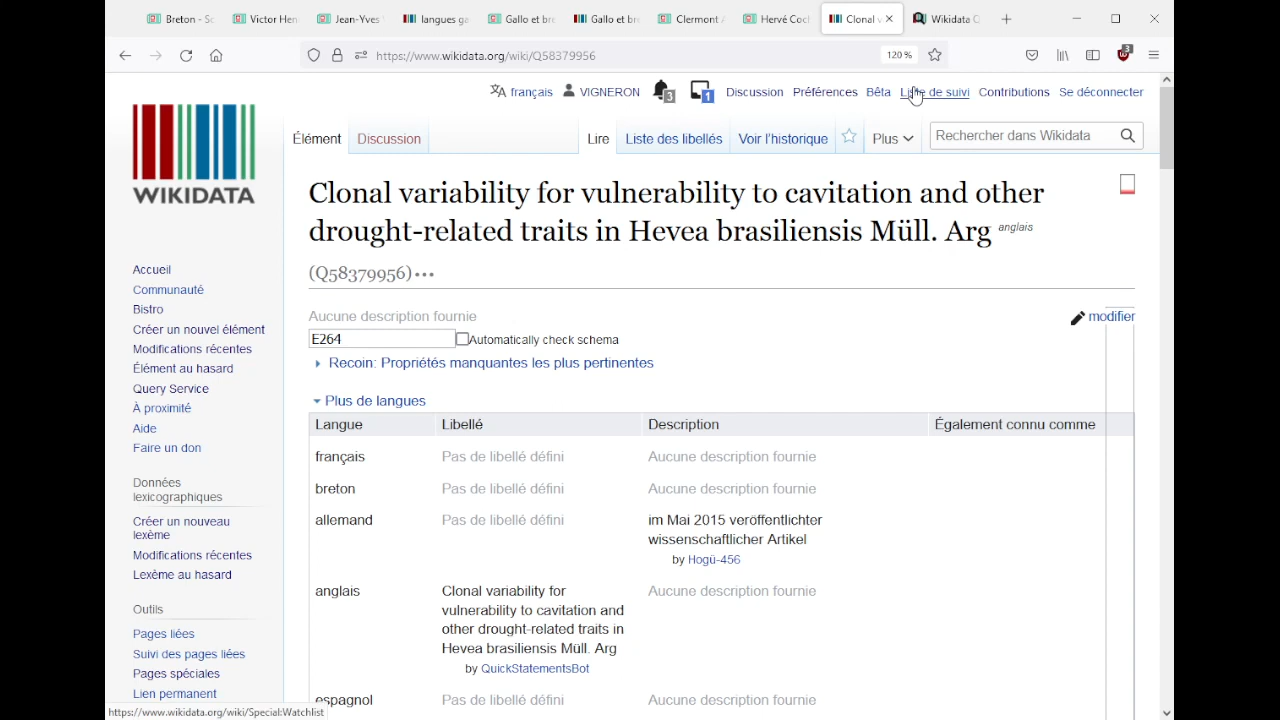 Breton - Sc
Victor Hen
Jean-Yves
langues ga
Gallo et bre
Gallo et bre
Clermont
Hervé Coc
Clonal v
Wikidata Q
https://www.wikidata.org/wiki/Q58379956
120 %
3
français
VIGNERON
3
1
Discussion
Préférences
Bêta
Liste de suivi
Contributions
Se déconnecter
Élément
Discussion
Lire
Liste des libellés
Voir l’historique
Plus
Rechercher dans Wikidata
WIKIDATA
Clonal variability for vulnerability to cavitation and other
drought-related traits in Hevea brasiliensis Müll. Arg anglais
(Q58379956)
Aucune description fournie
modifier
E264
Automatically check schema
Recoin: Propriétés manquantes les plus pertinentes
Plus de langues
Langue
Libellé
Description
Également connu comme
français
Pas de libellé défini
Aucune description fournie
breton
Pas de libellé défini
Aucune description fournie
allemand
Pas de libellé défini
im Mai 2015 veröffentlichter
wissenschaftlicher Artikel
by Hogü-456
anglais
Clonal variability for
vulnerability to cavitation and
other drought-related traits in
Hevea brasiliensis Müll. Arg
by QuickStatementsBot
Aucune description fournie
espagnol
Pas de libellé défini
Aucune description fournie
Accueil
Communauté
Bistro
Créer un nouvel élément
Modifications récentes
Élément au hasard
Query Service
À proximité
Aide
Faire un don
Données
lexicographiques
Créer un nouveau
lexème
Modifications récentes
Lexème au hasard
Outils
Pages liées
Suivi des pages liées
Pages spéciales
Lien permanent
https://www.wikidata.org/wiki/Special:Watchlist